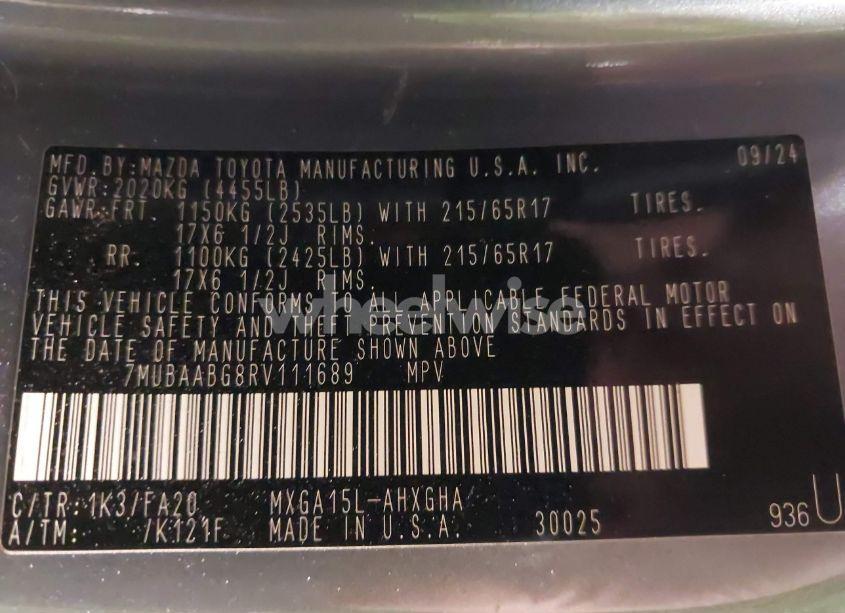 MFD. BY:MAZDA TOYOTA MANUFACTURING U.S.A. INC. 09/24
GVWR:2020KG (4455LB)
GAWR:FRT 1150KG (2535LB) WITH 215/65R17 TIRES.
17X6 1/2J RIMS.
RR. 1100KG (2425LB) WITH 215/65R17 TIRES.
17X6 1/2J RIMS.
THIS VEHICLE CONFORMS TO ALL APPLICABLE FEDERAL MOTOR
wheelwise
VEHICLE SAFETY AND THEFT PREVENTION STANDARDS IN EFFECT ON
THE DATE OF MANUFACTURE SHOWN ABOVE
7MUBAABG8RV111689 MPV
C/TR:1K3/FA20 MXGA15L-AHXGHA
A/TM: /K121F MADE IN U.S.A. 30025 936 U